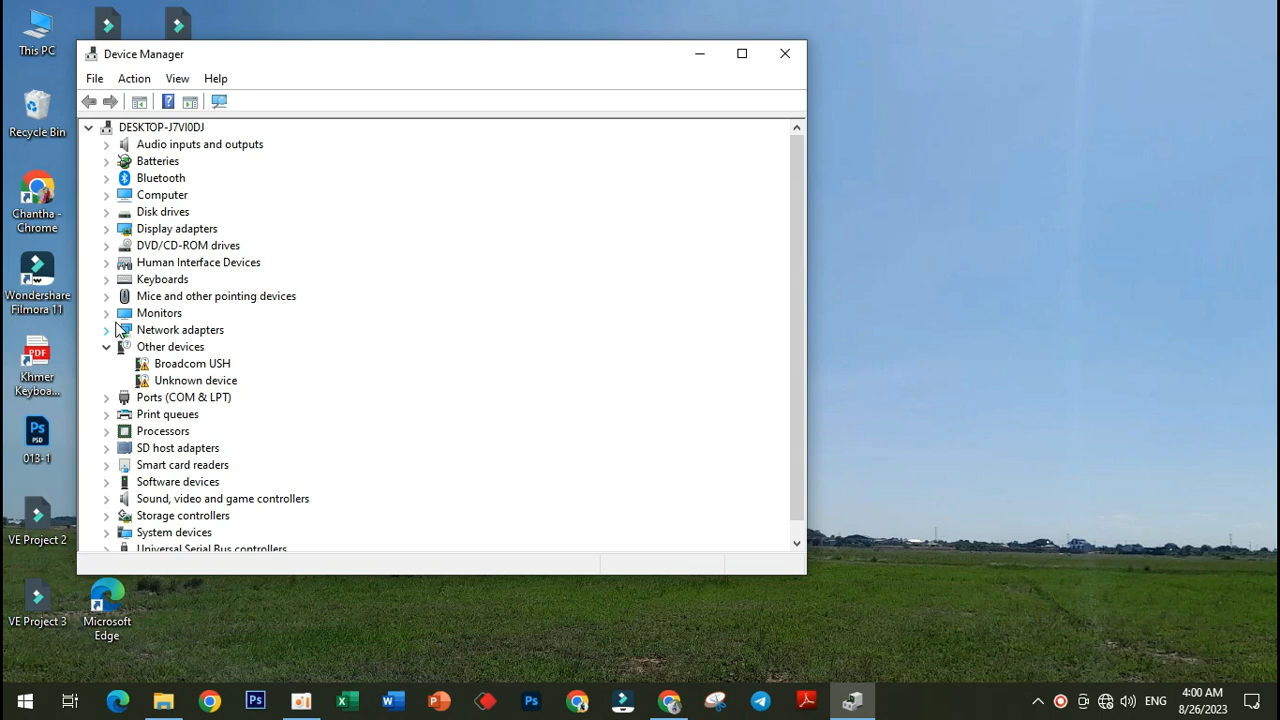 This PC
Recycle Bin
Chantha -
Chrome
Wondershare
Filmora 11
PDF
Khmer
Keyboa...
Ps
PSD
013-1
VE Project 2
VE Project 3
Microsoft
Edge
Device Manager
File Action View Help
DESKTOP-J7VI0DJ
Audio inputs and outputs
Batteries
Bluetooth
Computer
Disk drives
Display adapters
DVD/CD-ROM drives
Human Interface Devices
Keyboards
Mice and other pointing devices
Monitors
Network adapters
Other devices
Broadcom USH
Unknown device
Ports (COM & LPT)
Print queues
Processors
SD host adapters
Smart card readers
Software devices
Sound, video and game controllers
Storage controllers
System devices
Universal Serial Bus controllers
Ps
Ps
ENG
4:00 AM
8/26/2023